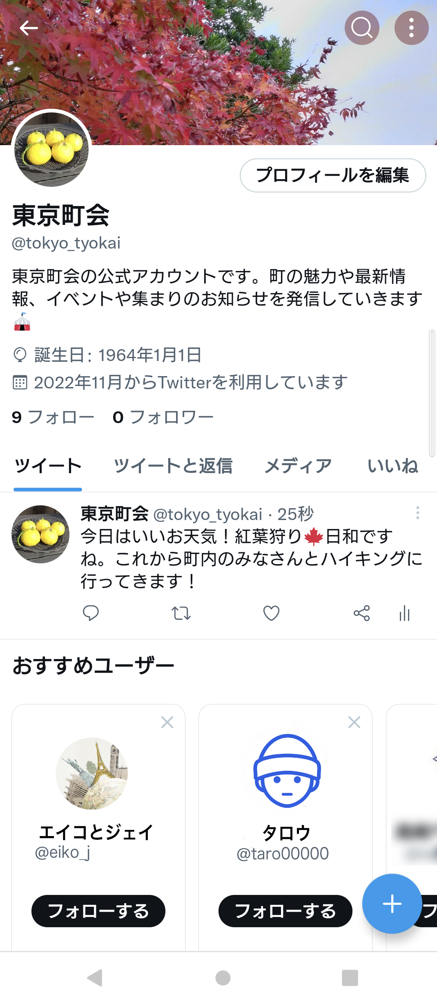 プロフィールを編集
東京町会
@tokyo_tyokai
東京町会の公式アカウントです。町の魅力や最新情
報、イベントや集まりのお知らせを発信していきます
🎪
誕生日: 1964年1月1日
2022年11月からTwitterを利用しています
9 フォロー 0 フォロワー
ツイート ツイートと返信 メディア いいね
東京町会 @tokyo_tyokai · 25秒
今日はいいお天気！紅葉狩り🍁日和です
ね。これから町内のみなさんとハイキングに
行ってきます！
おすすめユーザー
エイコとジェイ
@eiko_j
フォローする
タロウ
@taro00000
フォローする
フ